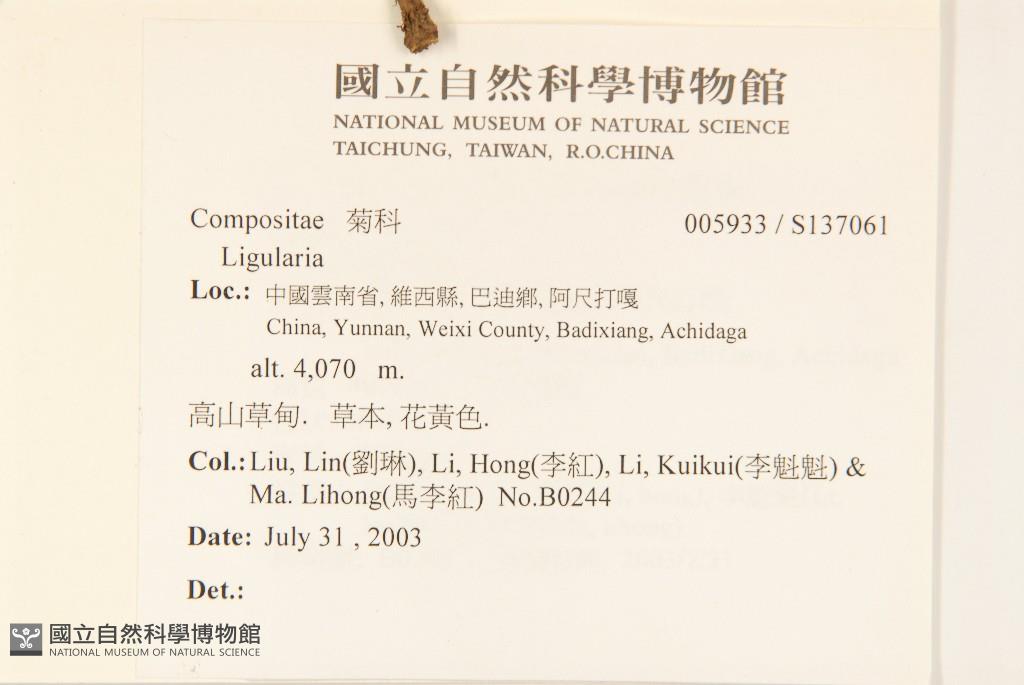 國立自然科學博物館
NATIONAL MUSEUM OF NATURAL SCIENCE
TAICHUNG, TAIWAN, R.O.CHINA
Compositae 菊科 005933 / S137061
Ligularia
Loc.: 中國雲南省, 維西縣, 巴迪鄉, 阿尺打嘎
China, Yunnan, Weixi County, Badixiang, Achidaga
alt. 4,070 m.
高山草甸. 草本, 花黃色.
Col.: Liu, Lin(劉琳), Li, Hong(李紅), Li, Kuikui(李魁魁) &
Ma. Lihong(馬李紅) No.B0244
Date: July 31 , 2003
Det.:
國立自然科學博物館
NATIONAL MUSEUM OF NATURAL SCIENCE